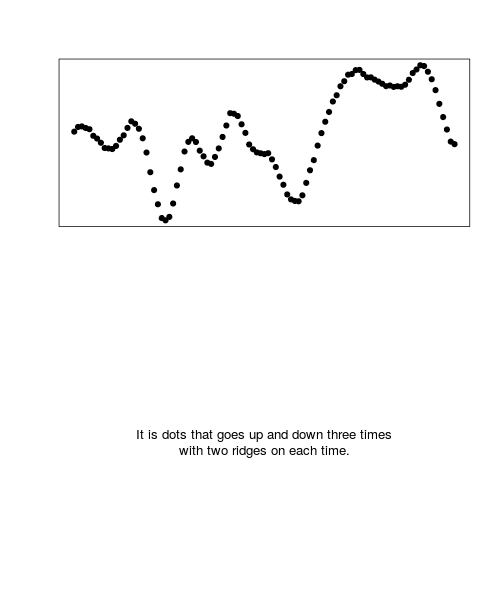 It is dots that goes up and down three times
with two ridges on each time.